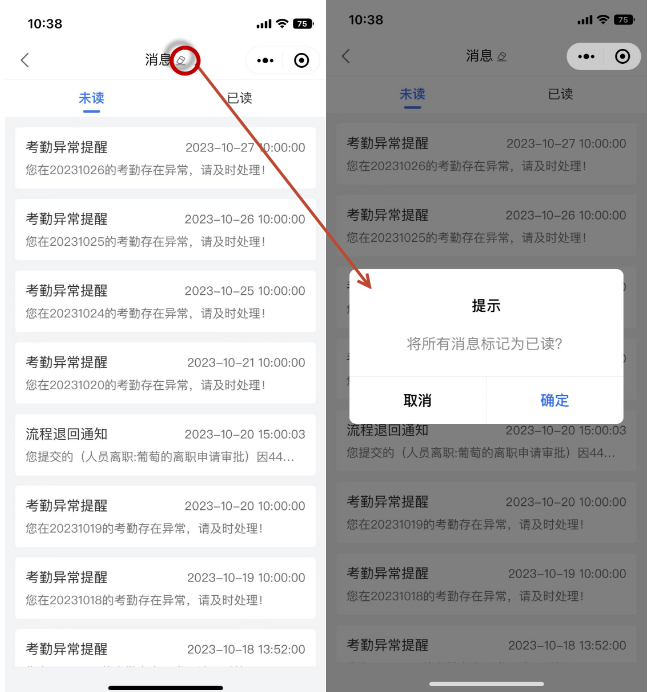 10:38
75
消息
未读
已读
考勤异常提醒
2023-10-27 10:00:00
您在20231026的考勤存在异常，请及时处理！
考勤异常提醒
2023-10-26 10:00:00
您在20231025的考勤存在异常，请及时处理！
考勤异常提醒
2023-10-25 10:00:00
您在20231024的考勤存在异常，请及时处理！
考勤异常提醒
2023-10-21 10:00:00
您在20231020的考勤存在异常，请及时处理！
流程退回通知
2023-10-20 15:00:03
您提交的（人员离职:葡萄的离职申请审批）因44...
考勤异常提醒
2023-10-20 10:00:00
您在20231019的考勤存在异常，请及时处理！
考勤异常提醒
2023-10-19 10:00:00
您在20231018的考勤存在异常，请及时处理！
考勤异常提醒
2023-10-18 13:52:00
10:38
75
消息
未读
已读
考勤异常提醒
2023-10-27 10:00:00
您在20231026的考勤存在异常，请及时处理！
考勤异常提醒
2023-10-26 10:00:00
您在20231025的考勤存在异常，请及时处理！
提示
将所有消息标记为已读?
取消
确定
流程退回通知
2023-10-20 15:00:03
您提交的（人员离职:葡萄的离职申请审批）因44...
考勤异常提醒
2023-10-20 10:00:00
您在20231019的考勤存在异常，请及时处理！
考勤异常提醒
2023-10-19 10:00:00
您在20231018的考勤存在异常，请及时处理！
考勤异常提醒
2023-10-18 13:52:00